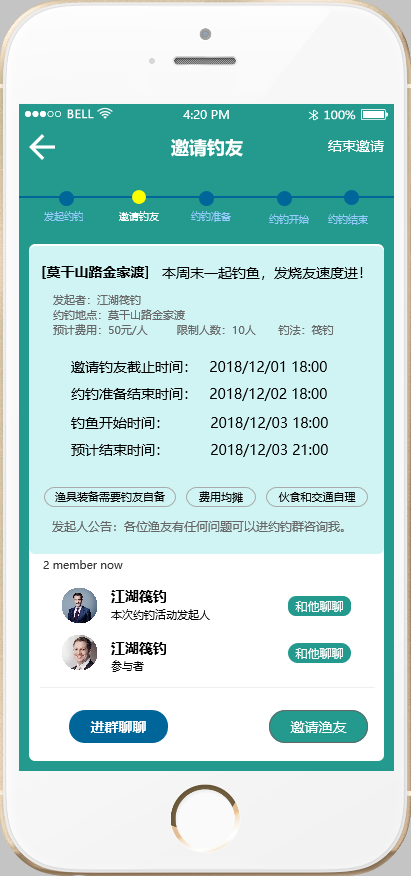 BELL 4:20 PM 100%
邀请钓友 结束邀请
发起约钓 邀请钓友 约钓准备 约钓开始 约钓结束
[莫干山路金家渡] 本周末一起钓鱼，发烧友速度进！
发起者：江湖筏钓
约钓地点：莫干山路金家渡
预计费用：50元/人 限制人数：10人 钓法：筏钓
邀请钓友截止时间： 2018/12/01 18:00
约钓准备结束时间： 2018/12/02 18:00
钓鱼开始时间： 2018/12/03 18:00
预计结束时间： 2018/12/03 21:00
渔具装备需要钓友自备 费用均摊 伙食和交通自理
发起人公告：各位渔友有任何问题可以进约钓群咨询我。
2 member now
江湖筏钓
本次约钓活动发起人
和他聊聊
江湖筏钓
参与者
和他聊聊
进群聊聊 邀请渔友